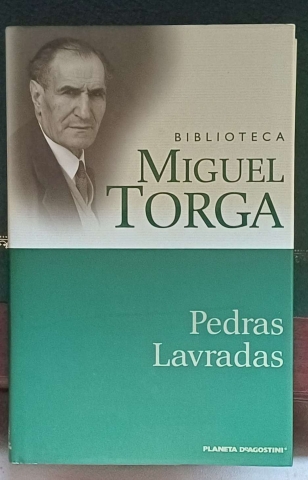 BIBLIOTECA
MIGUEL
TORGA
Pedras
Lavradas
PLANETA DEAGOSTINI